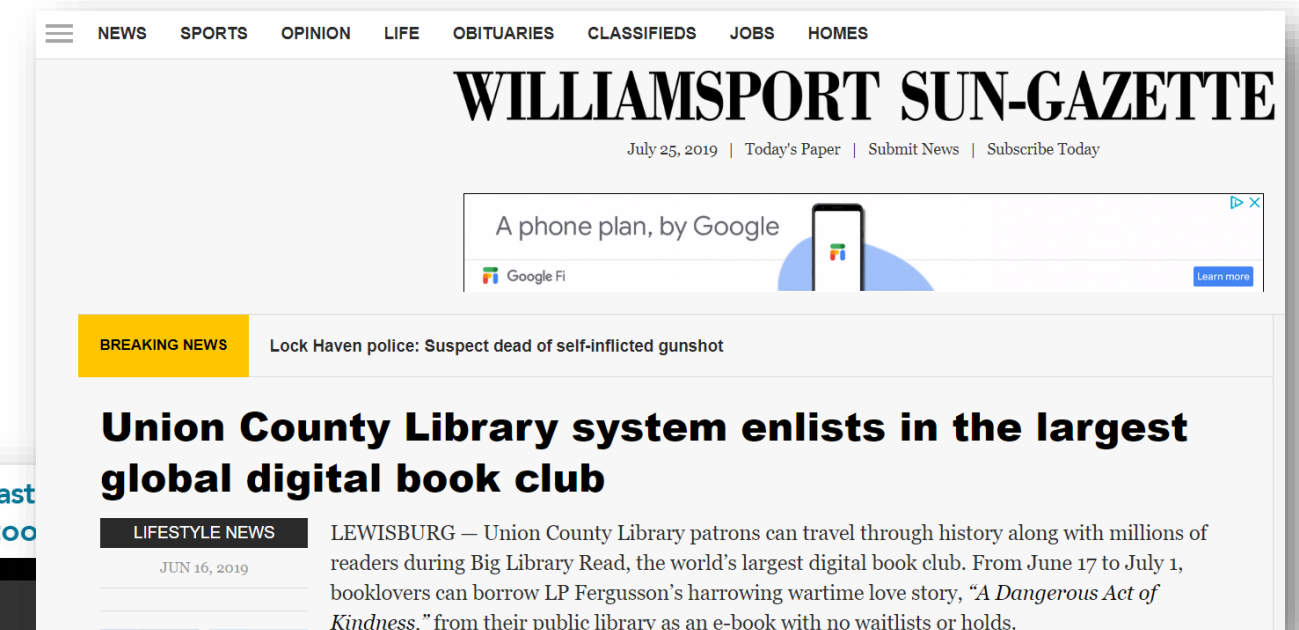 NEWS SPORTS OPINION LIFE OBITUARIES CLASSIFIEDS JOBS HOMES
WILLIAMSPORT SUN-GAZETTE
July 25, 2019 | Today's Paper | Submit News | Subscribe Today
A phone plan, by Google
Google Fi
Learn more
BREAKING NEWS Lock Haven police: Suspect dead of self-inflicted gunshot
Union County Library system enlists in the largest
global digital book club
LIFESTYLE NEWS
JUN 16, 2019
LEWISBURG — Union County Library patrons can travel through history along with millions of
readers during Big Library Read, the world’s largest digital book club. From June 17 to July 1,
booklovers can borrow LP Fergusson’s harrowing wartime love story, “A Dangerous Act of
Kindness,” from their public library as an e-book with no waitlists or holds.